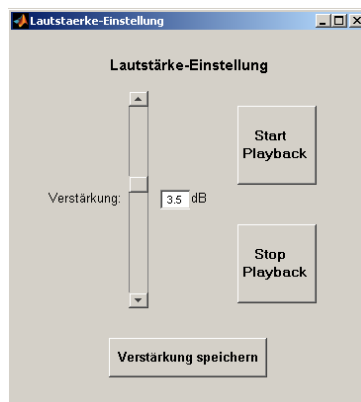 Lautstaerke-Einstellung
Lautstärke-Einstellung
Start
Playback
Verstärkung: 3.5 dB
Stop
Playback
Verstärkung speichern